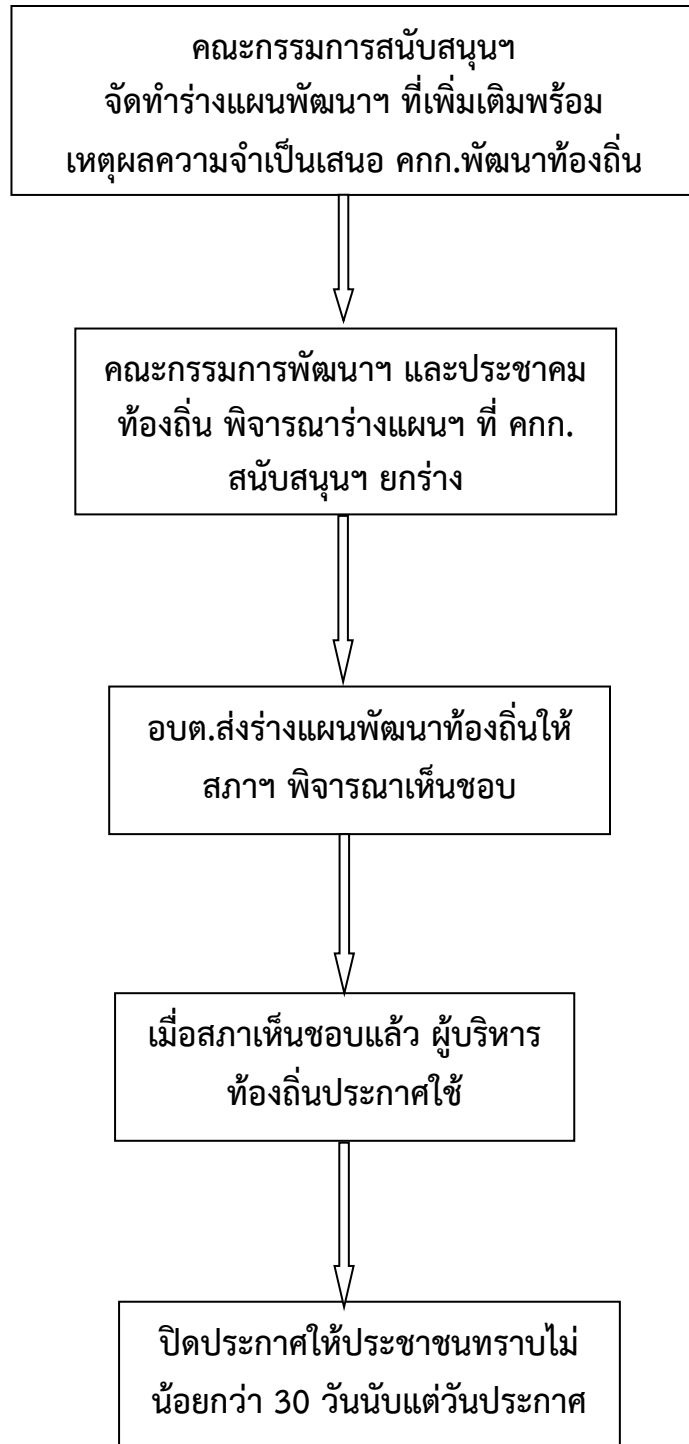 คณะกรรมการสนับสนุนฯ
จัดทำร่างแผนพัฒนาฯ ที่เพิ่มเติมพร้อม
เหตุผลความจำเป็นเสนอ คกก.พัฒนาท้องถิ่น
คณะกรรมการพัฒนาฯ และประชาคม
ท้องถิ่น พิจารณาร่างแผนฯ ที่ คกก.
สนับสนุนฯ ยกร่าง
อบต.ส่งร่างแผนพัฒนาท้องถิ่นให้
สภาฯ พิจารณาเห็นชอบ
เมื่อสภาเห็นชอบแล้ว ผู้บริหาร
ท้องถิ่นประกาศใช้
ปิดประกาศให้ประชาชนทราบไม่
น้อยกว่า 30 วันนับแต่วันประกาศ